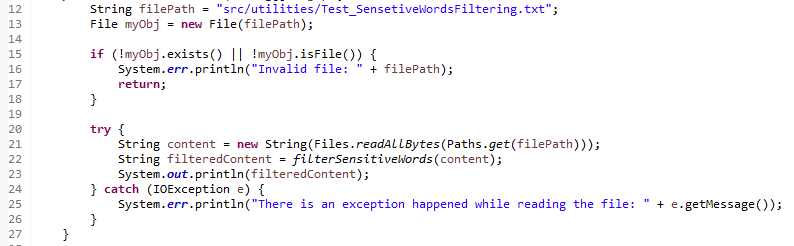 12 String filePath = "src/utilities/Test_SensetiveWordsFiltering.txt";
13 File myObj = new File(filePath);
14
15 if (!myObj.exists() || !myObj.isFile()) {
16 System.err.println("Invalid file: " + filePath);
17 return;
18 }
19
20 try {
21 String content = new String(Files.readAllBytes(Paths.get(filePath)));
22 String filteredContent = filterSensitiveWords(content);
23 System.out.println(filteredContent);
24 } catch (IOException e) {
25 System.err.println("There is an exception happened while reading the file: " + e.getMessage());
26 }
27 }